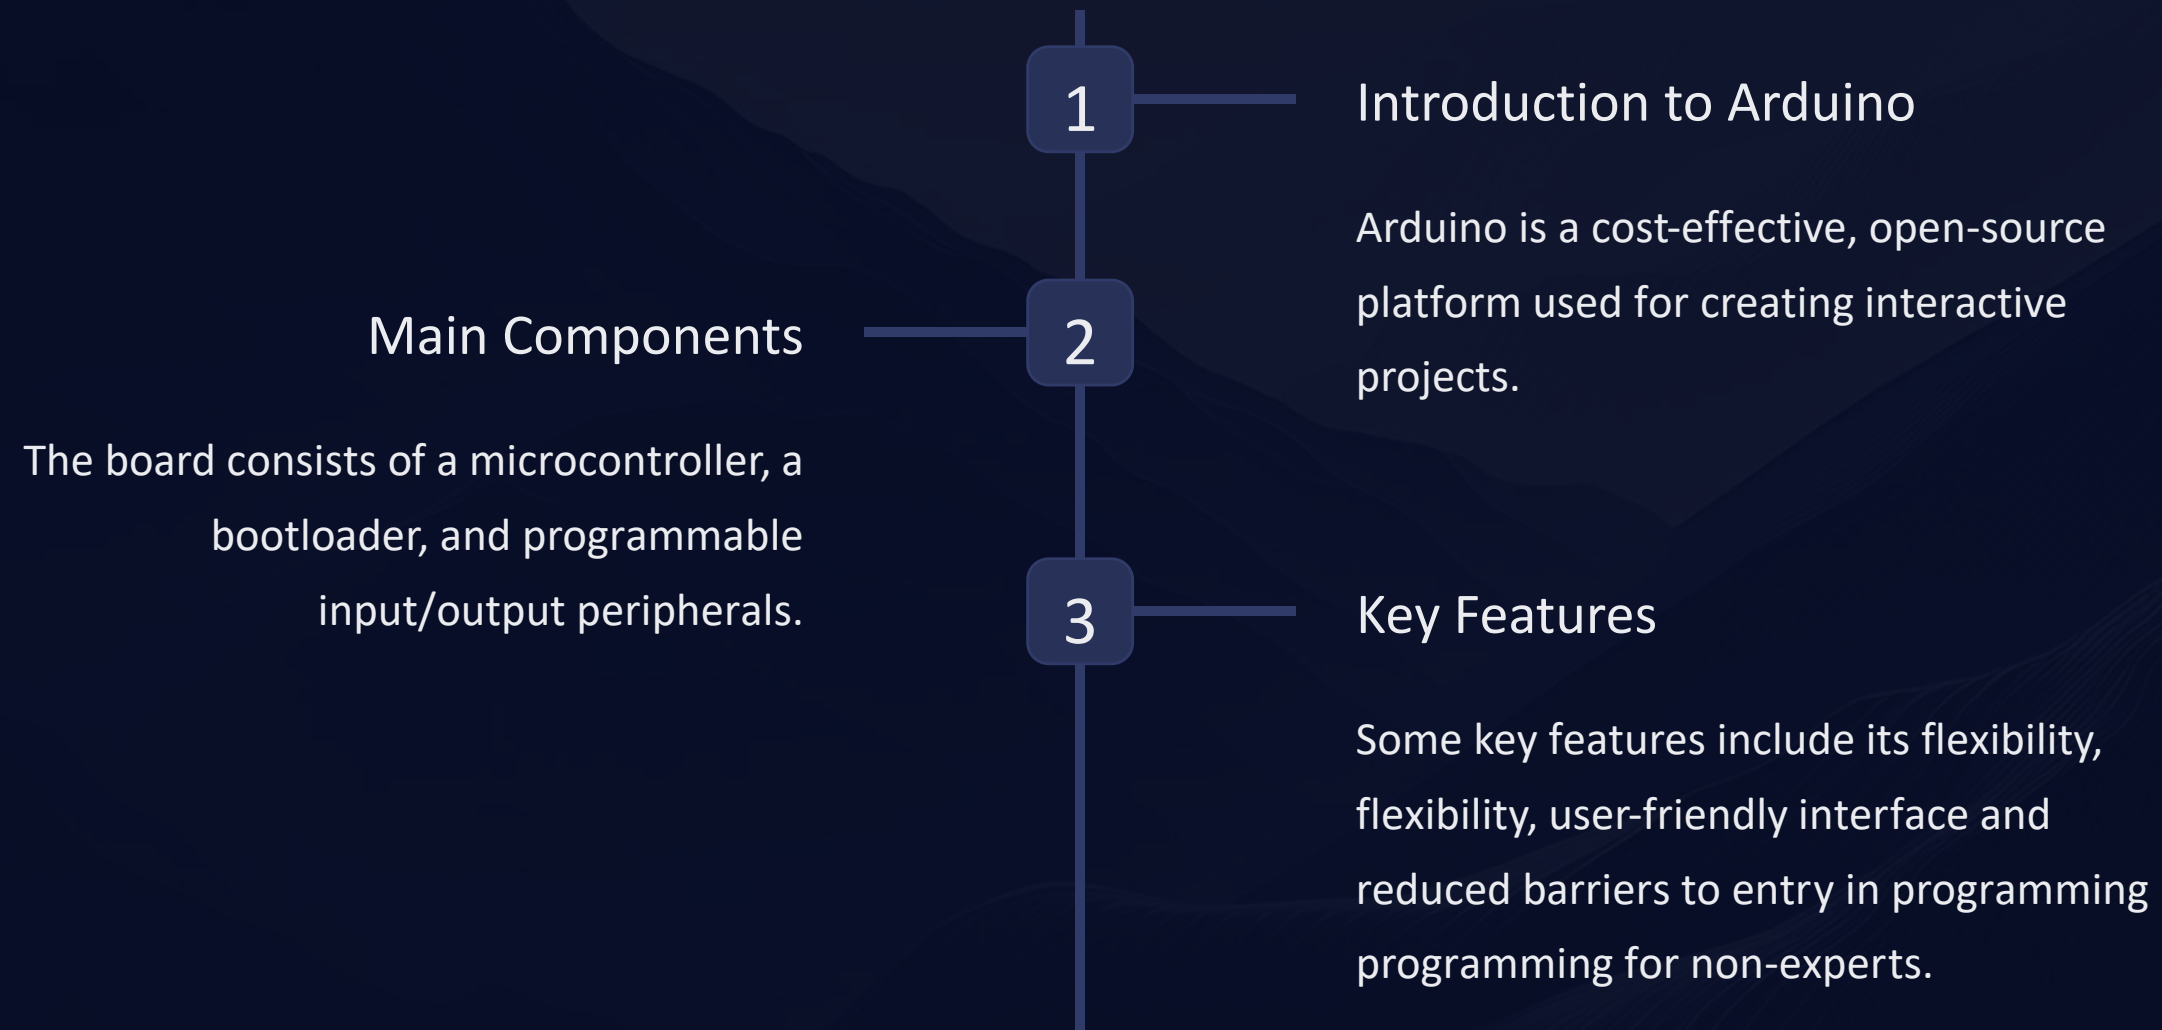 1
Introduction to Arduino
Arduino is a cost-effective, open-source
platform used for creating interactive
projects.
2
Main Components
The board consists of a microcontroller, a
bootloader, and programmable
input/output peripherals.
3
Key Features
Some key features include its flexibility,
flexibility, user-friendly interface and
reduced barriers to entry in programming
programming for non-experts.